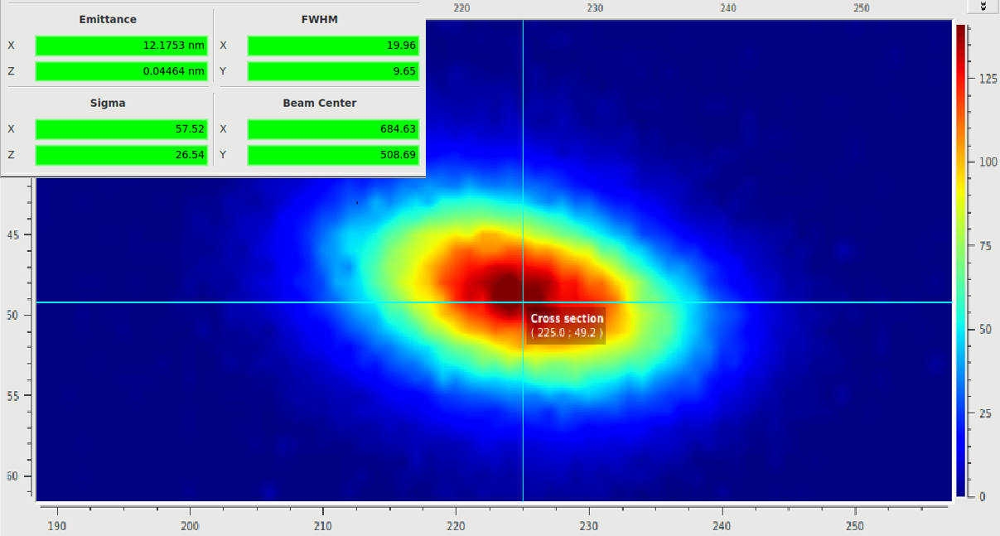 Emittance FWHM
X 12.1753 nm X 19.96
Z 0.04464 nm Y 9.65
Sigma Beam Center
X 57.52 X 684.63
Z 26.54 Y 508.69
220 230 240 250
125
100
75
50
25
0
45
50
55
60
Cross section
( 225.0 ; 49.2 )
190 200 210 220 230 240 250